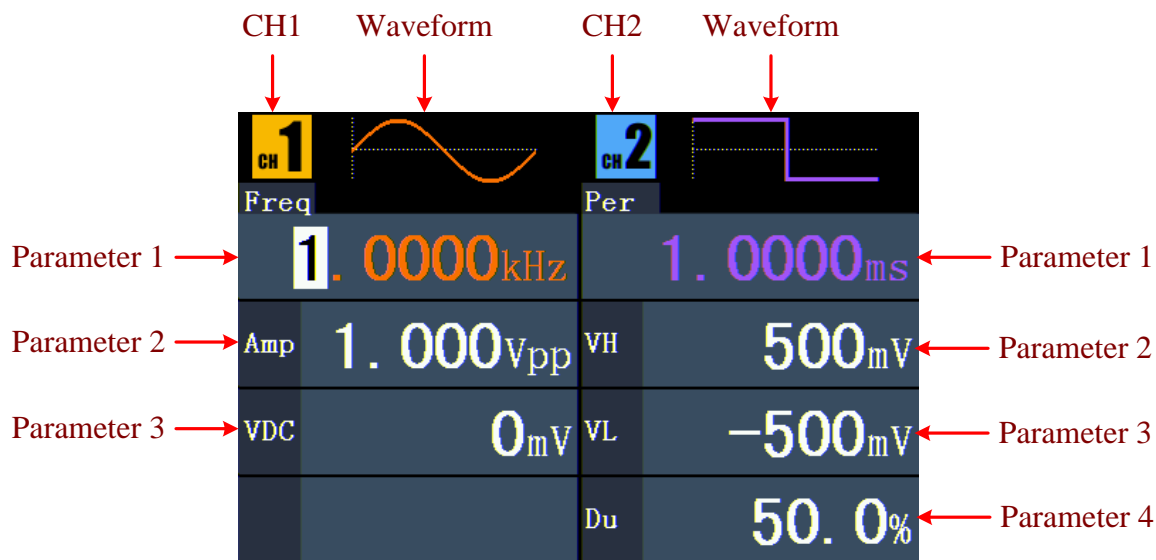 CH1 Waveform CH2 Waveform
CH 1 CH 2
Freq Per
Parameter 1 1.0000kHz 1.0000ms Parameter 1
Parameter 2 Amp 1.000Vpp VH 500mV Parameter 2
Parameter 3 VDC 0mV VL -500mV Parameter 3
Du 50.0% Parameter 4